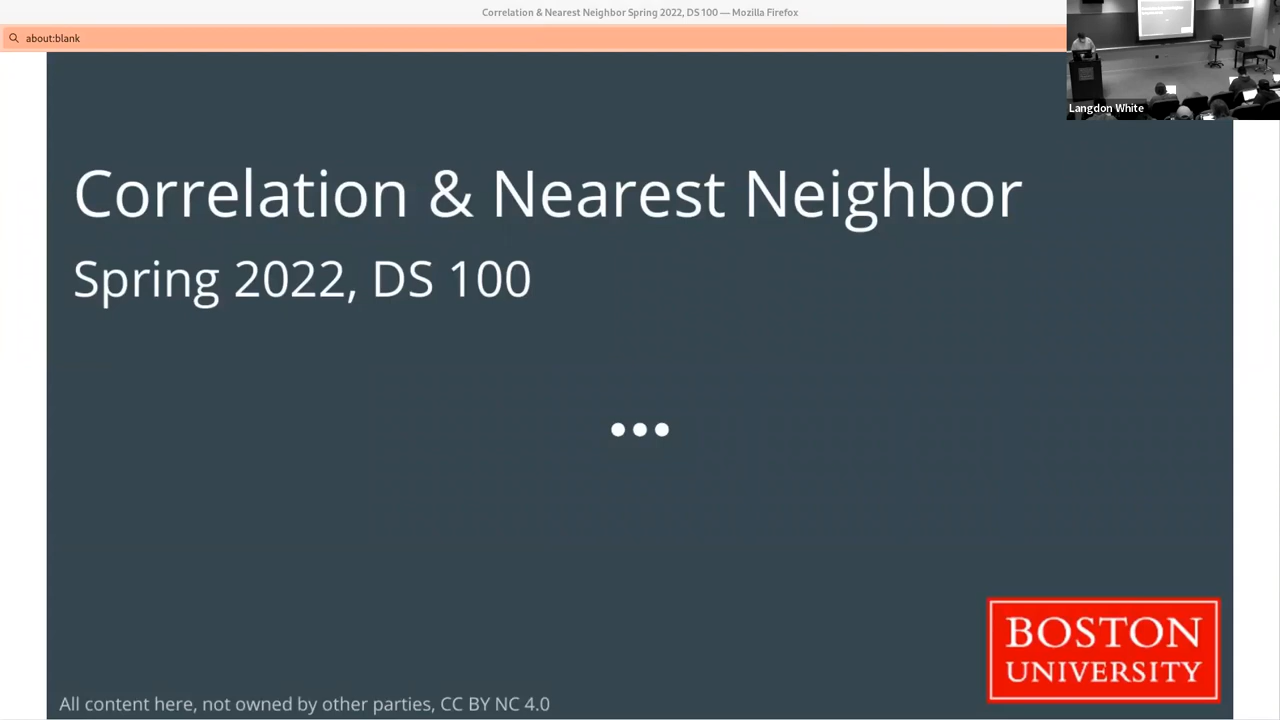 Correlation & Nearest Neighbor Spring 2022, DS 100 — Mozilla Firefox
about:blank
Langdon White
Correlation & Nearest Neighbor
Spring 2022, DS 100
BOSTON
UNIVERSITY
All content here, not owned by other parties, CC BY NC 4.0